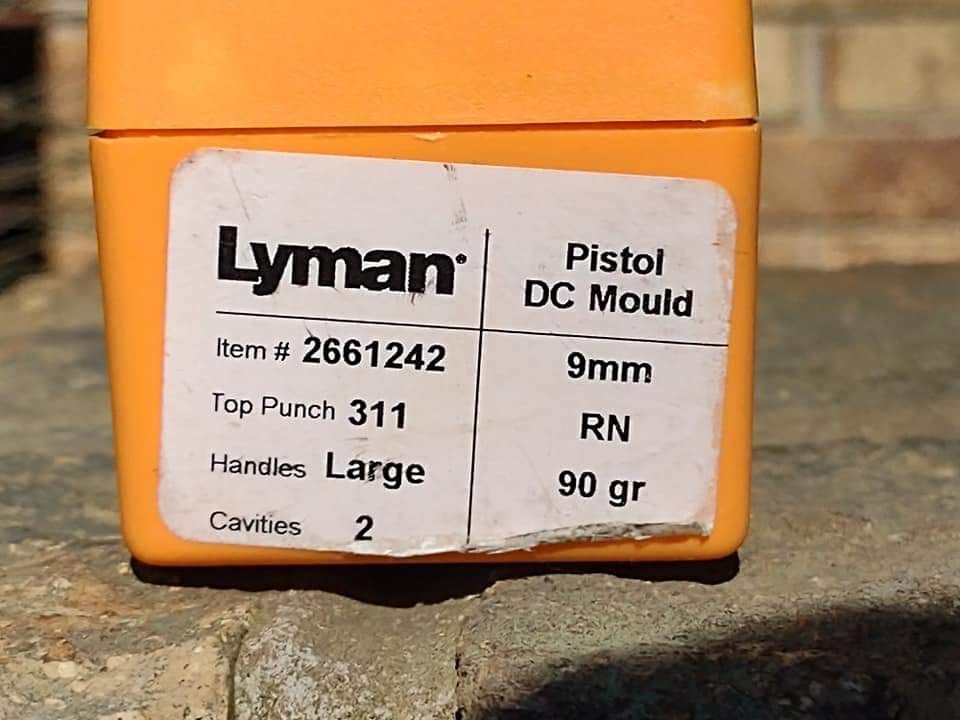 Lyman®
Item # 2661242
Top Punch 311
Handles Large
Cavities 2
Pistol
DC Mould
9mm
RN
90 gr